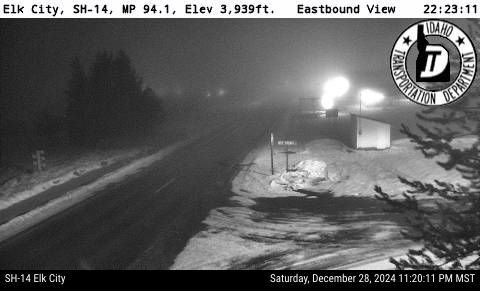 Elk City, SH-14, MP 94.1, Elev 3,939ft. Eastbound View 22:23:11
IDAHO
TRANSPORTATION DEPARTMENT
SH-14 Elk City
Saturday, December 28, 2024 11:20:11 PM MST